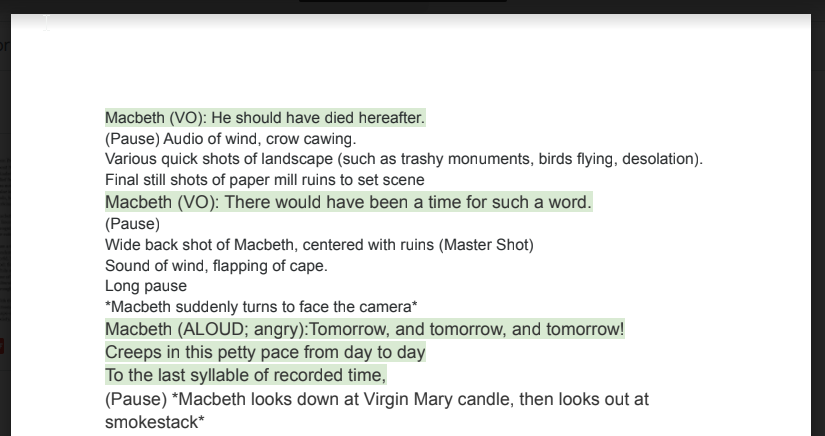 Macbeth (VO): He should have died hereafter.
(Pause) Audio of wind, crow cawing.
Various quick shots of landscape (such as trashy monuments, birds flying, desolation).
Final still shots of paper mill ruins to set scene
Macbeth (VO): There would have been a time for such a word.
(Pause)
Wide back shot of Macbeth, centered with ruins (Master Shot)
Sound of wind, flapping of cape.
Long pause
*Macbeth suddenly turns to face the camera*
Macbeth (ALOUD; angry):Tomorrow, and tomorrow, and tomorrow!
Creeps in this petty pace from day to day
To the last syllable of recorded time,
(Pause) *Macbeth looks down at Virgin Mary candle, then looks out at
smokestack*